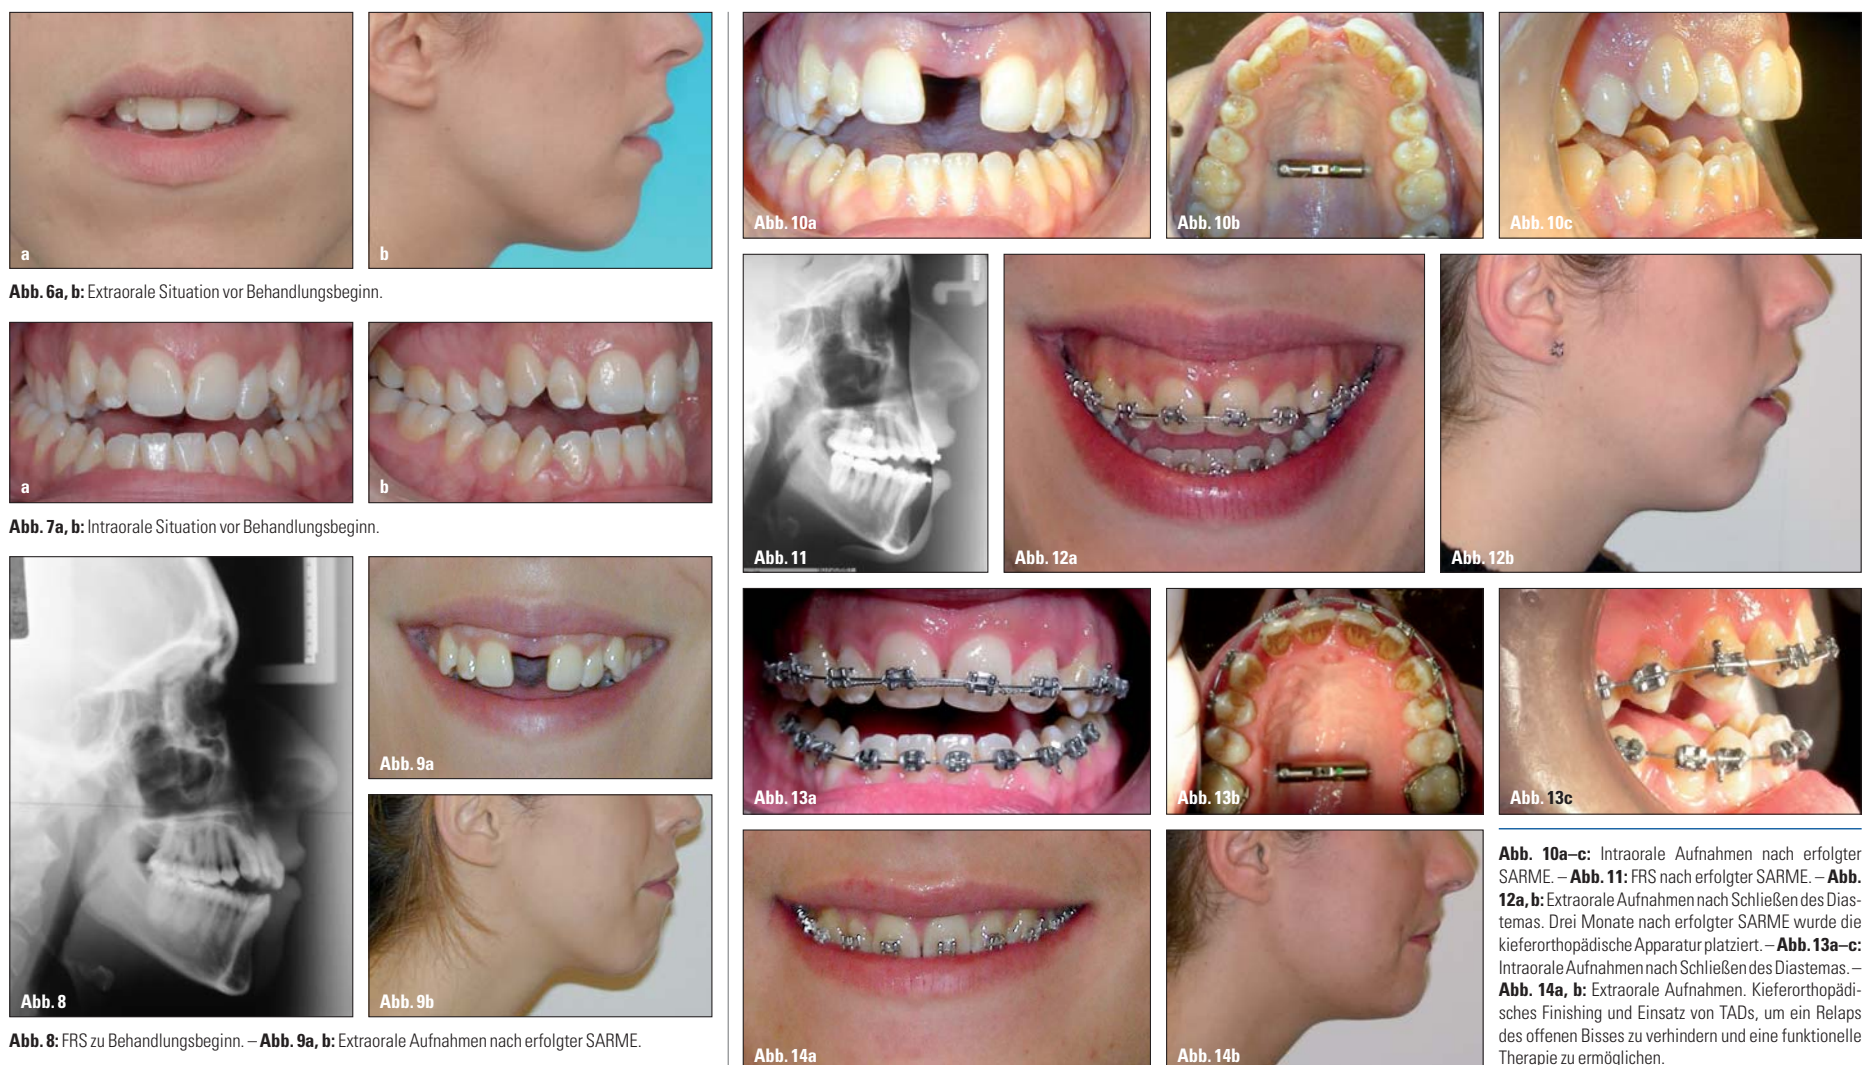 a
b
Abb. 6a, b: Extraorale Situation vor Behandlungsbeginn.
a
b
Abb. 7a, b: Intraorale Situation vor Behandlungsbeginn.
Abb. 8
Abb. 9a
Abb. 9b
Abb. 8: FRS zu Behandlungsbeginn. – Abb. 9a, b: Extraorale Aufnahmen nach erfolgter SARME.
Abb. 10a
Abb. 10b
Abb. 10c
Abb. 11
Abb. 12a
Abb. 12b
Abb. 13a
Abb. 13b
Abb. 13c
Abb. 14a
Abb. 14b
Abb. 10a–c: Intraorale Aufnahmen nach erfolgter
SARME. – Abb. 11: FRS nach erfolgter SARME. – Abb.
12a, b: Extraorale Aufnahmen nach Schließen des Dias-
temas. Drei Monate nach erfolgter SARME wurde die
kieferorthopädische Apparatur platziert. – Abb. 13a–c:
Intraorale Aufnahmen nach Schließen des Diastemas. –
Abb. 14a, b: Extraorale Aufnahmen. Kieferorthopädi-
sches Finishing und Einsatz von TADs, um ein Relaps
des offenen Bisses zu verhindern und eine funktionelle
Therapie zu ermöglichen.